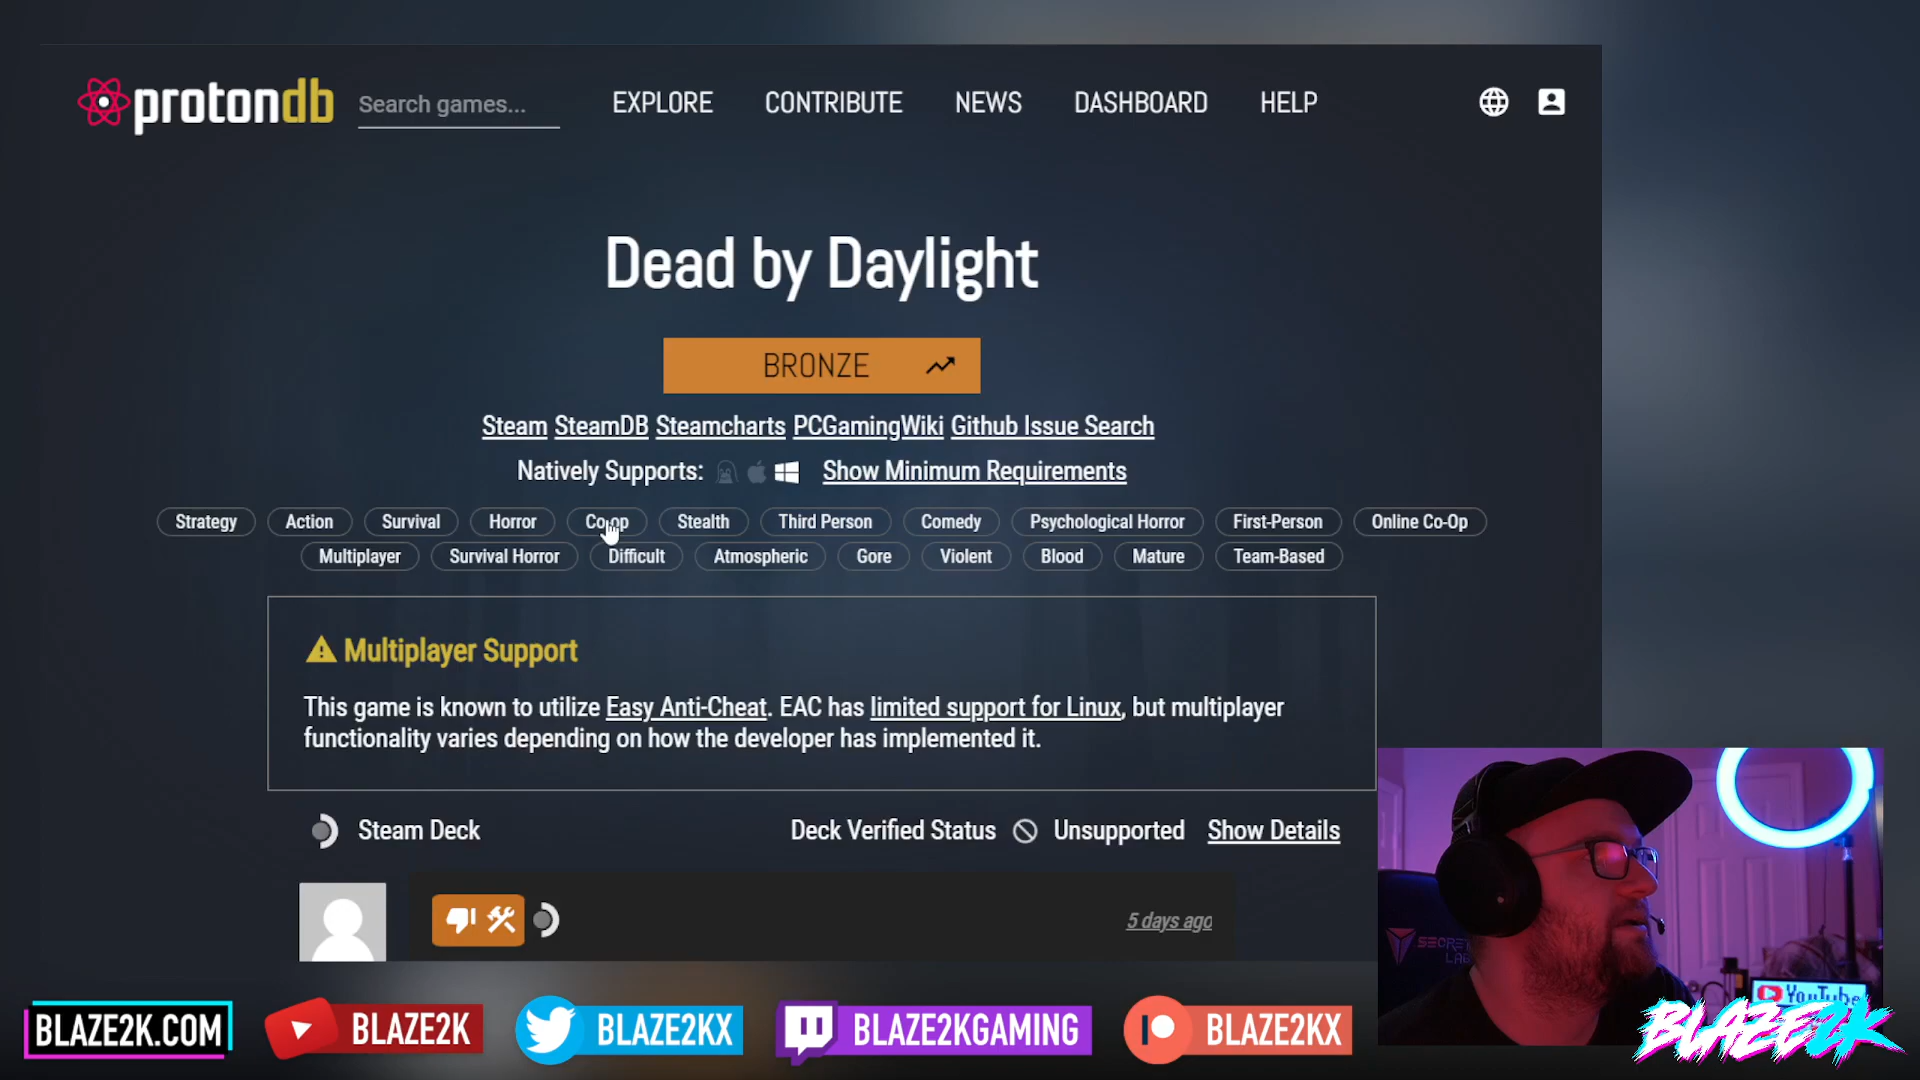 protondb
Search games...
EXPLORE
CONTRIBUTE
NEWS
DASHBOARD
HELP
Dead by Daylight
BRONZE
Steam SteamDB Steamcharts PCGamingWiki Github Issue Search
Natively Supports: Show Minimum Requirements
Strategy Action Survival Horror Co-op Stealth Third Person Comedy Psychological Horror First-Person Online Co-Op
Multiplayer Survival Horror Difficult Atmospheric Gore Violent Blood Mature Team-Based
Multiplayer Support
This game is known to utilize Easy Anti-Cheat. EAC has limited support for Linux, but multiplayer
functionality varies depending on how the developer has implemented it.
Steam Deck
Deck Verified Status Unsupported Show Details
5 days ago
SECRET
LAB
YouTube
BLAZE2K
BLAZE2K.COM
BLAZE2K
BLAZE2KX
BLAZE2KGAMING
BLAZE2KX